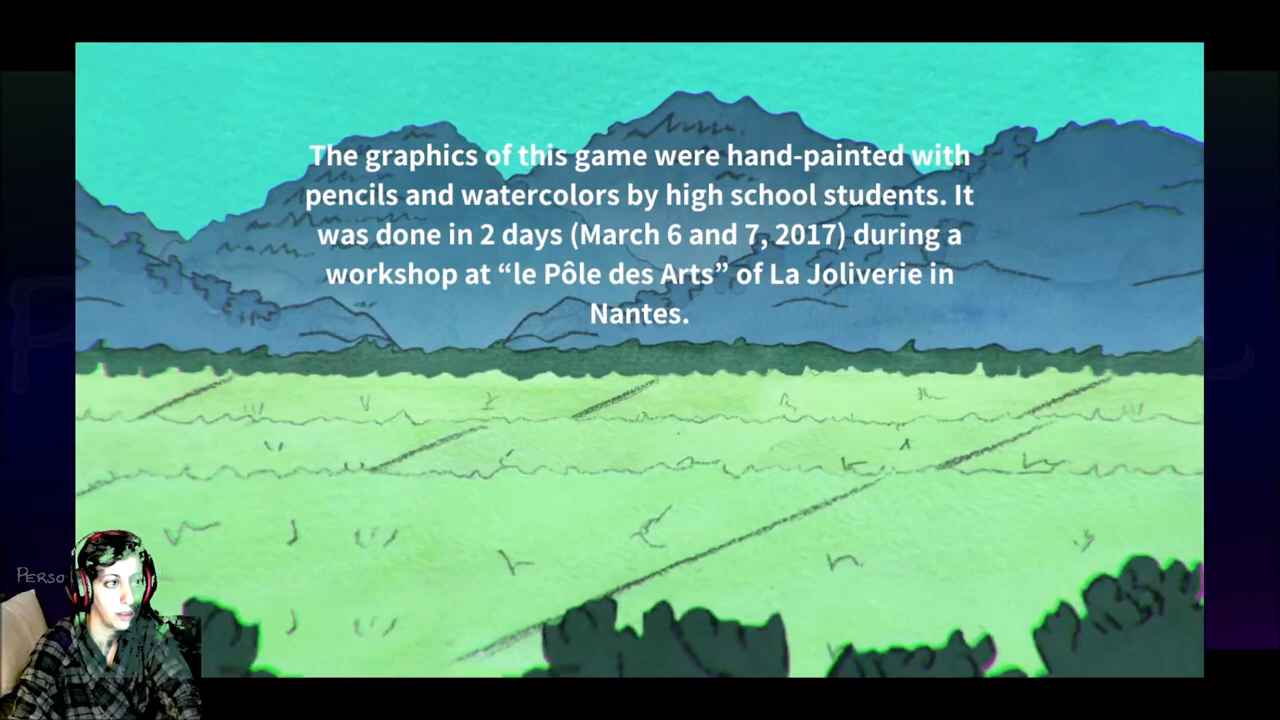 The graphics of this game were hand-painted with
pencils and watercolors by high school students. It
was done in 2 days (March 6 and 7, 2017) during a
workshop at “le Pôle des Arts” of La Joliverie in
Nantes.
PERSO